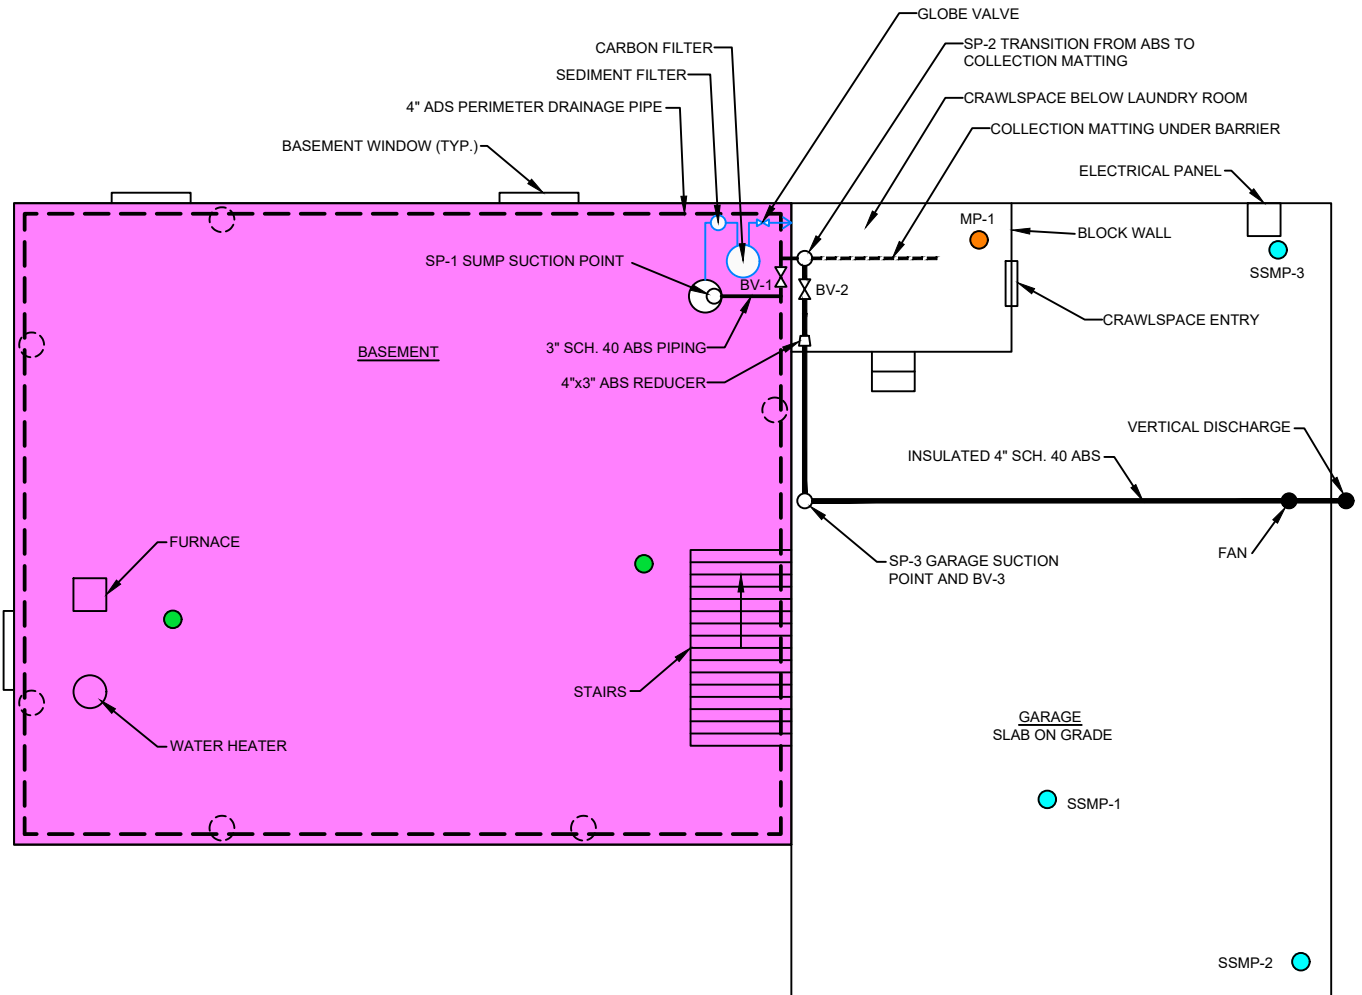 GLOBE VALVE
CARBON FILTER
SP-2 TRANSITION FROM ABS TO
COLLECTION MATTING
SEDIMENT FILTER
4" ADS PERIMETER DRAINAGE PIPE
CRAWLSPACE BELOW LAUNDRY ROOM
COLLECTION MATTING UNDER BARRIER
BASEMENT WINDOW (TYP.)
ELECTRICAL PANEL
MP-1
BLOCK WALL
SP-1 SUMP SUCTION POINT
SSMP-3
BV-1
BV-2
CRAWLSPACE ENTRY
3" SCH. 40 ABS PIPING
BASEMENT
4"x3" ABS REDUCER
VERTICAL DISCHARGE
INSULATED 4" SCH. 40 ABS
FURNACE
FAN
SP-3 GARAGE SUCTION
POINT AND BV-3
STAIRS
GARAGE
SLAB ON GRADE
WATER HEATER
SSMP-1
SSMP-2